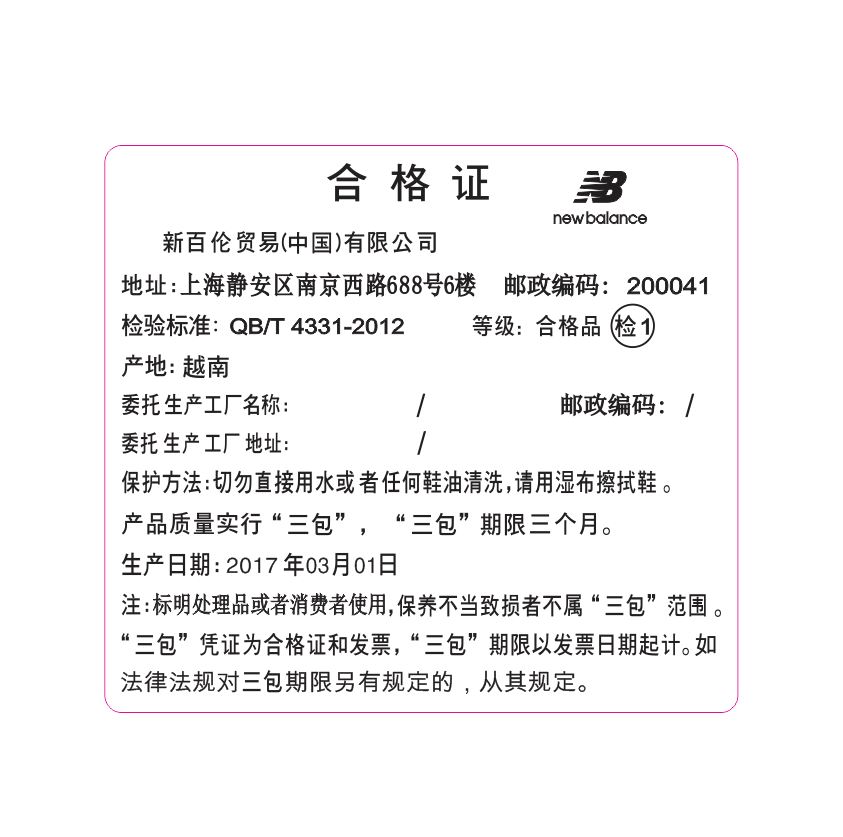 合格证
NB
new balance
新百伦贸易(中国)有限公司
地址:上海静安区南京西路688号6楼 邮政编码: 200041
检验标准: QB/T 4331-2012 等级: 合格品 检1
产地: 越南
委托生产工厂名称: / 邮政编码: /
委托生产工厂地址: /
保护方法:切勿直接用水或者任何鞋油清洗,请用湿布擦拭鞋。
产品质量实行“三包”，“三包”期限三个月。
生产日期: 2017年03月01日
注:标明处理品或者消费者使用,保养不当致损者不属“三包”范围。
“三包”凭证为合格证和发票，“三包”期限以发票日期起计。如
法律法规对三包期限另有规定的，从其规定。